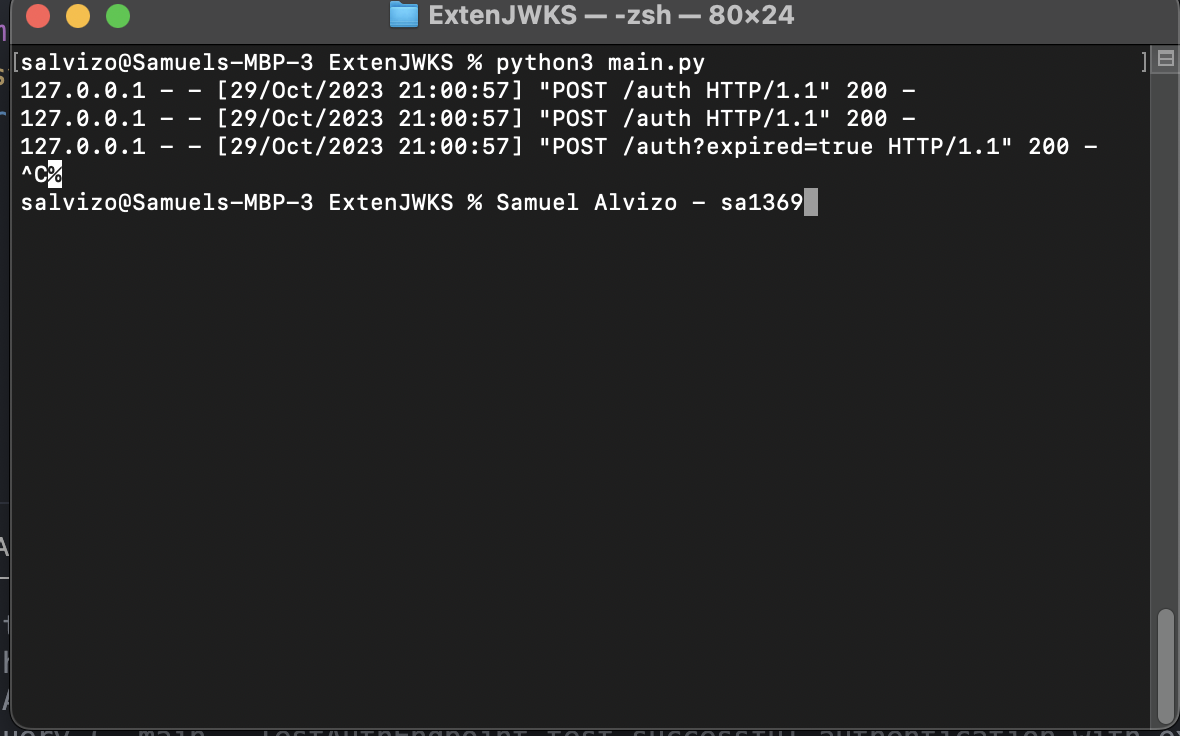 ExtenJWKS — -zsh — 80×24
[salvizo@Samuels-MBP-3 ExtenJWKS % python3 main.py ]
127.0.0.1 - - [29/Oct/2023 21:00:57] "POST /auth HTTP/1.1" 200 -
127.0.0.1 - - [29/Oct/2023 21:00:57] "POST /auth HTTP/1.1" 200 -
127.0.0.1 - - [29/Oct/2023 21:00:57] "POST /auth?expired=true HTTP/1.1" 200 -
^C%
salvizo@Samuels-MBP-3 ExtenJWKS % Samuel Alvizo - sa1369